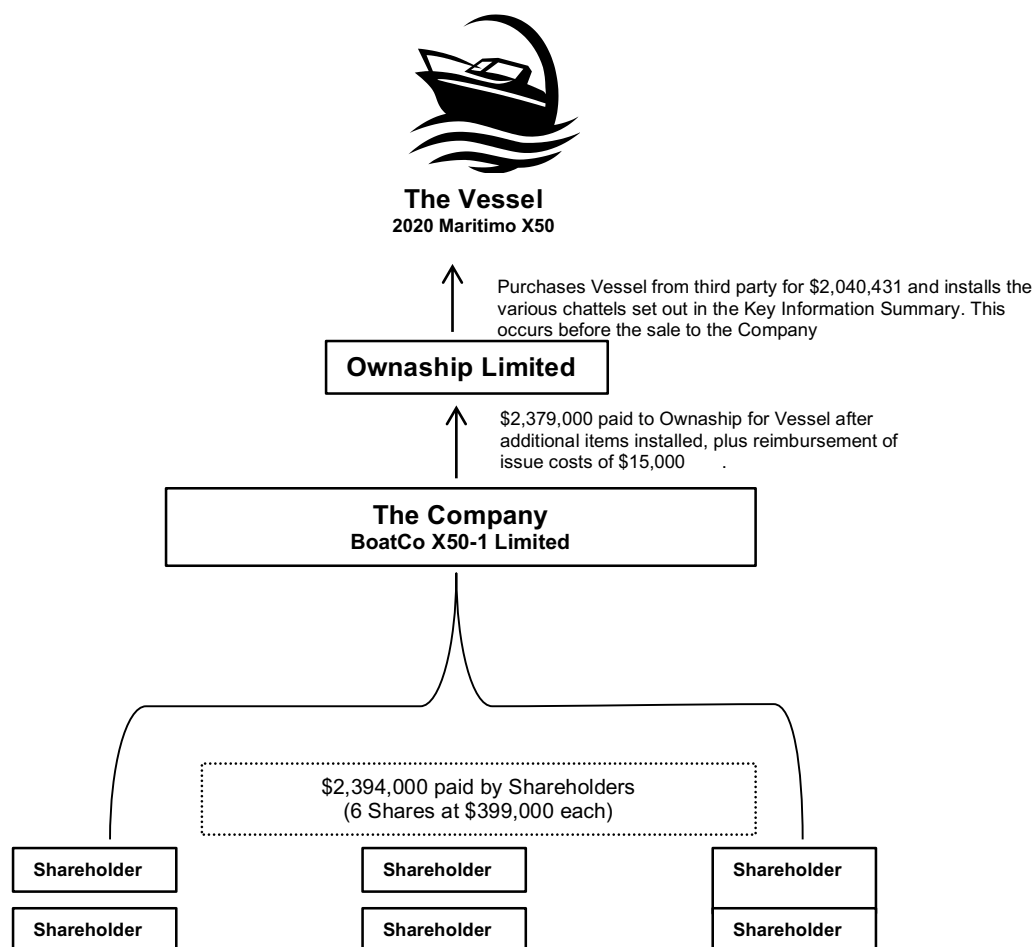 The Vessel
2020 Maritimo X50
Purchases Vessel from third party for $2,040,431 and installs the
various chattels set out in the Key Information Summary. This
occurs before the sale to the Company
Ownaship Limited
$2,379,000 paid to Ownaship for Vessel after
additional items installed, plus reimbursement of
issue costs of $15,000 .
The Company
BoatCo X50-1 Limited
$2,394,000 paid by Shareholders
(6 Shares at $399,000 each)
Shareholder
Shareholder
Shareholder
Shareholder
Shareholder
Shareholder